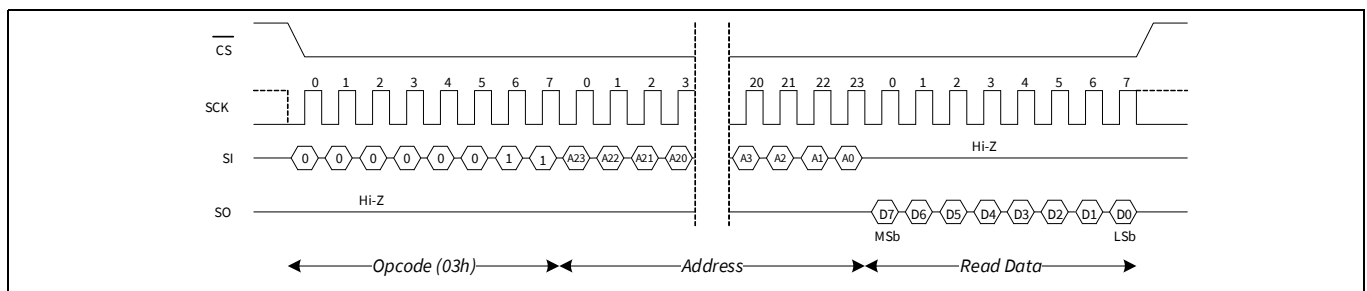 CS
0 1 2 3 4 5 6 7 0 1 2 3 20 21 22 23 0 1 2 3 4 5 6 7
SCK
Hi-Z
SI 0 0 0 0 0 0 1 1 A23 A22 A21 A20 A3 A2 A1 A0
Hi-Z
SO D7 D6 D5 D4 D3 D2 D1 D0
MSb LSb
Opcode (03h) Address Read Data